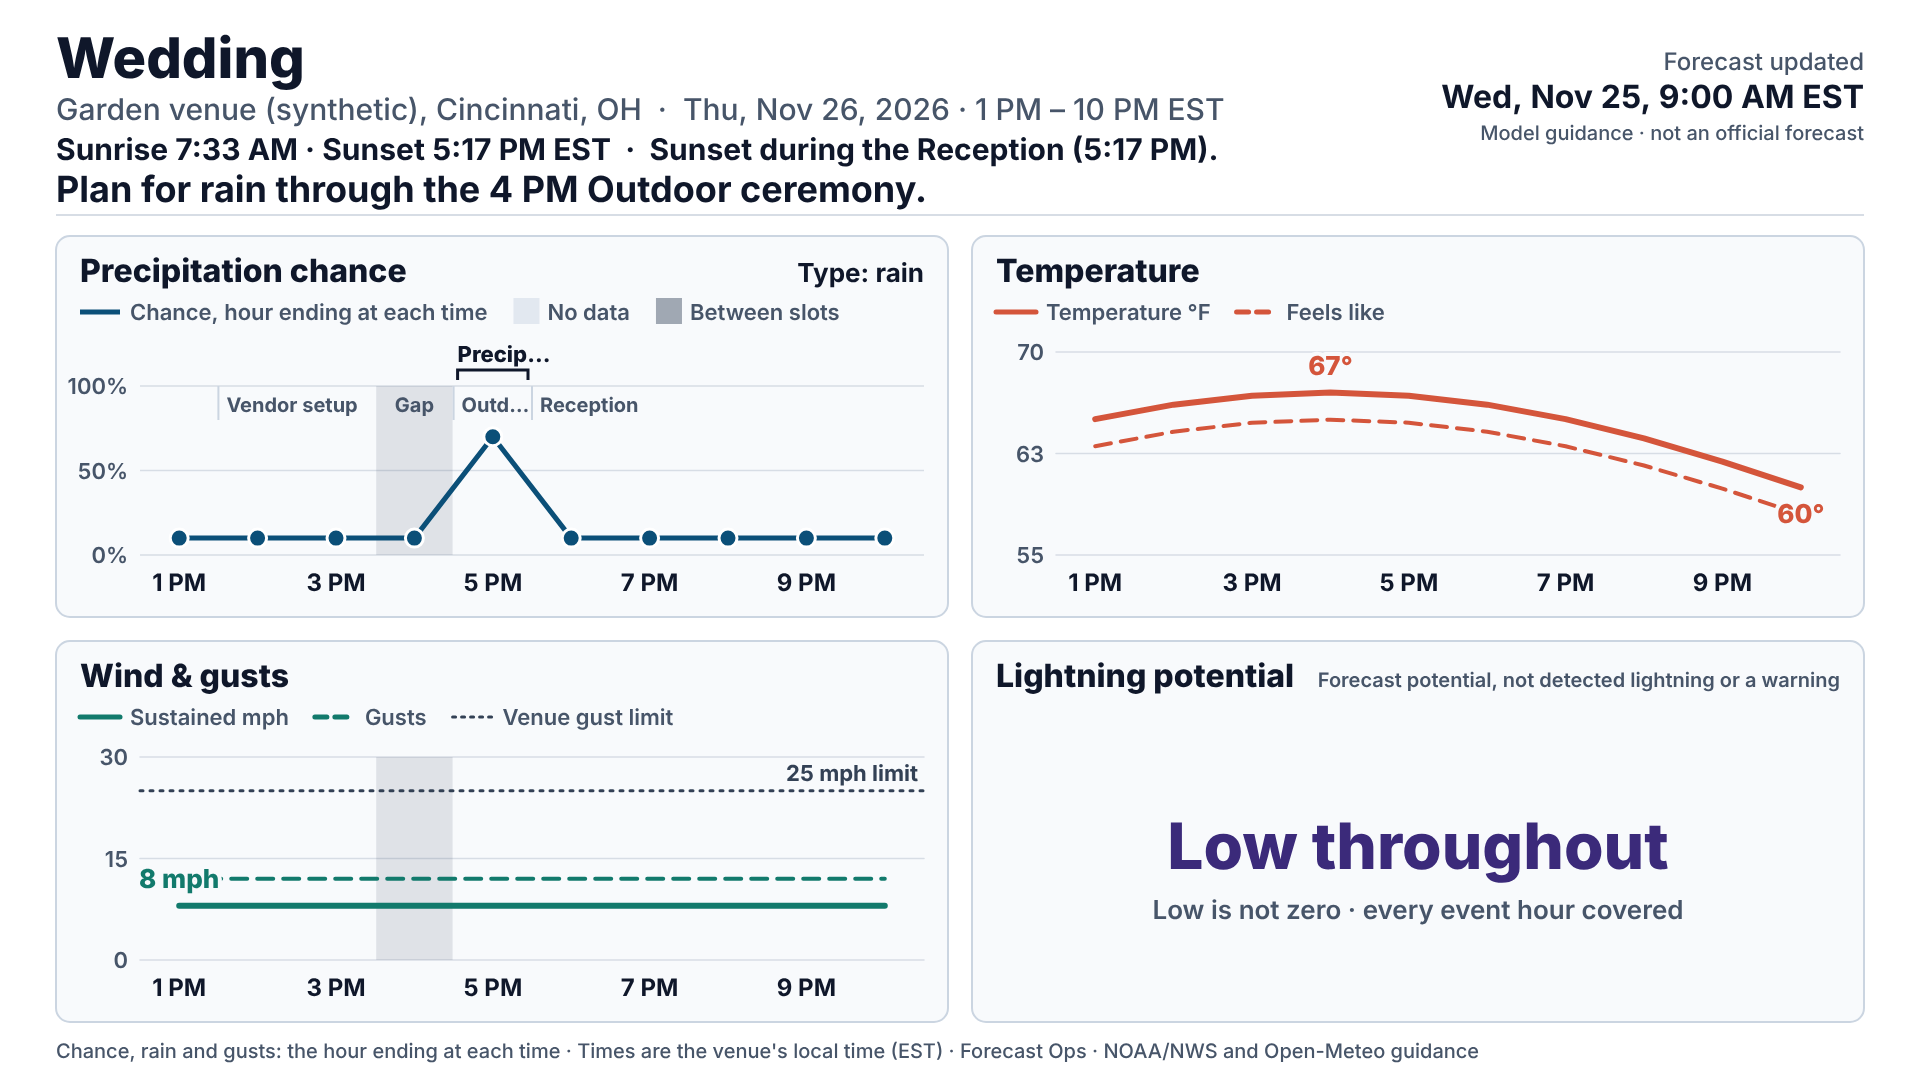 Wedding
Garden venue (synthetic), Cincinnati, OH · Thu, Nov 26, 2026 · 1 PM – 10 PM EST
Sunrise 7:33 AM · Sunset 5:17 PM EST · Sunset during the Reception (5:17 PM).
Plan for rain through the 4 PM Outdoor ceremony.
Forecast updated
Wed, Nov 25, 9:00 AM EST
Model guidance · not an official forecast
Precipitation chance
Type: rain
Chance, hour ending at each time
No data
Between slots
Precip…
100%
Vendor setup
Gap
Outd…
Reception
50%
0%
1 PM
3 PM
5 PM
7 PM
9 PM
Temperature
Temperature °F
Feels like
70
67°
63
60°
55
1 PM
3 PM
5 PM
7 PM
9 PM
Wind & gusts
Sustained mph
Gusts
Venue gust limit
30
25 mph limit
15
8 mph
0
1 PM
3 PM
5 PM
7 PM
9 PM
Lightning potential
Forecast potential, not detected lightning or a warning
Low throughout
Low is not zero · every event hour covered
Chance, rain and gusts: the hour ending at each time · Times are the venue's local time (EST) · Forecast Ops · NOAA/NWS and Open-Meteo guidance